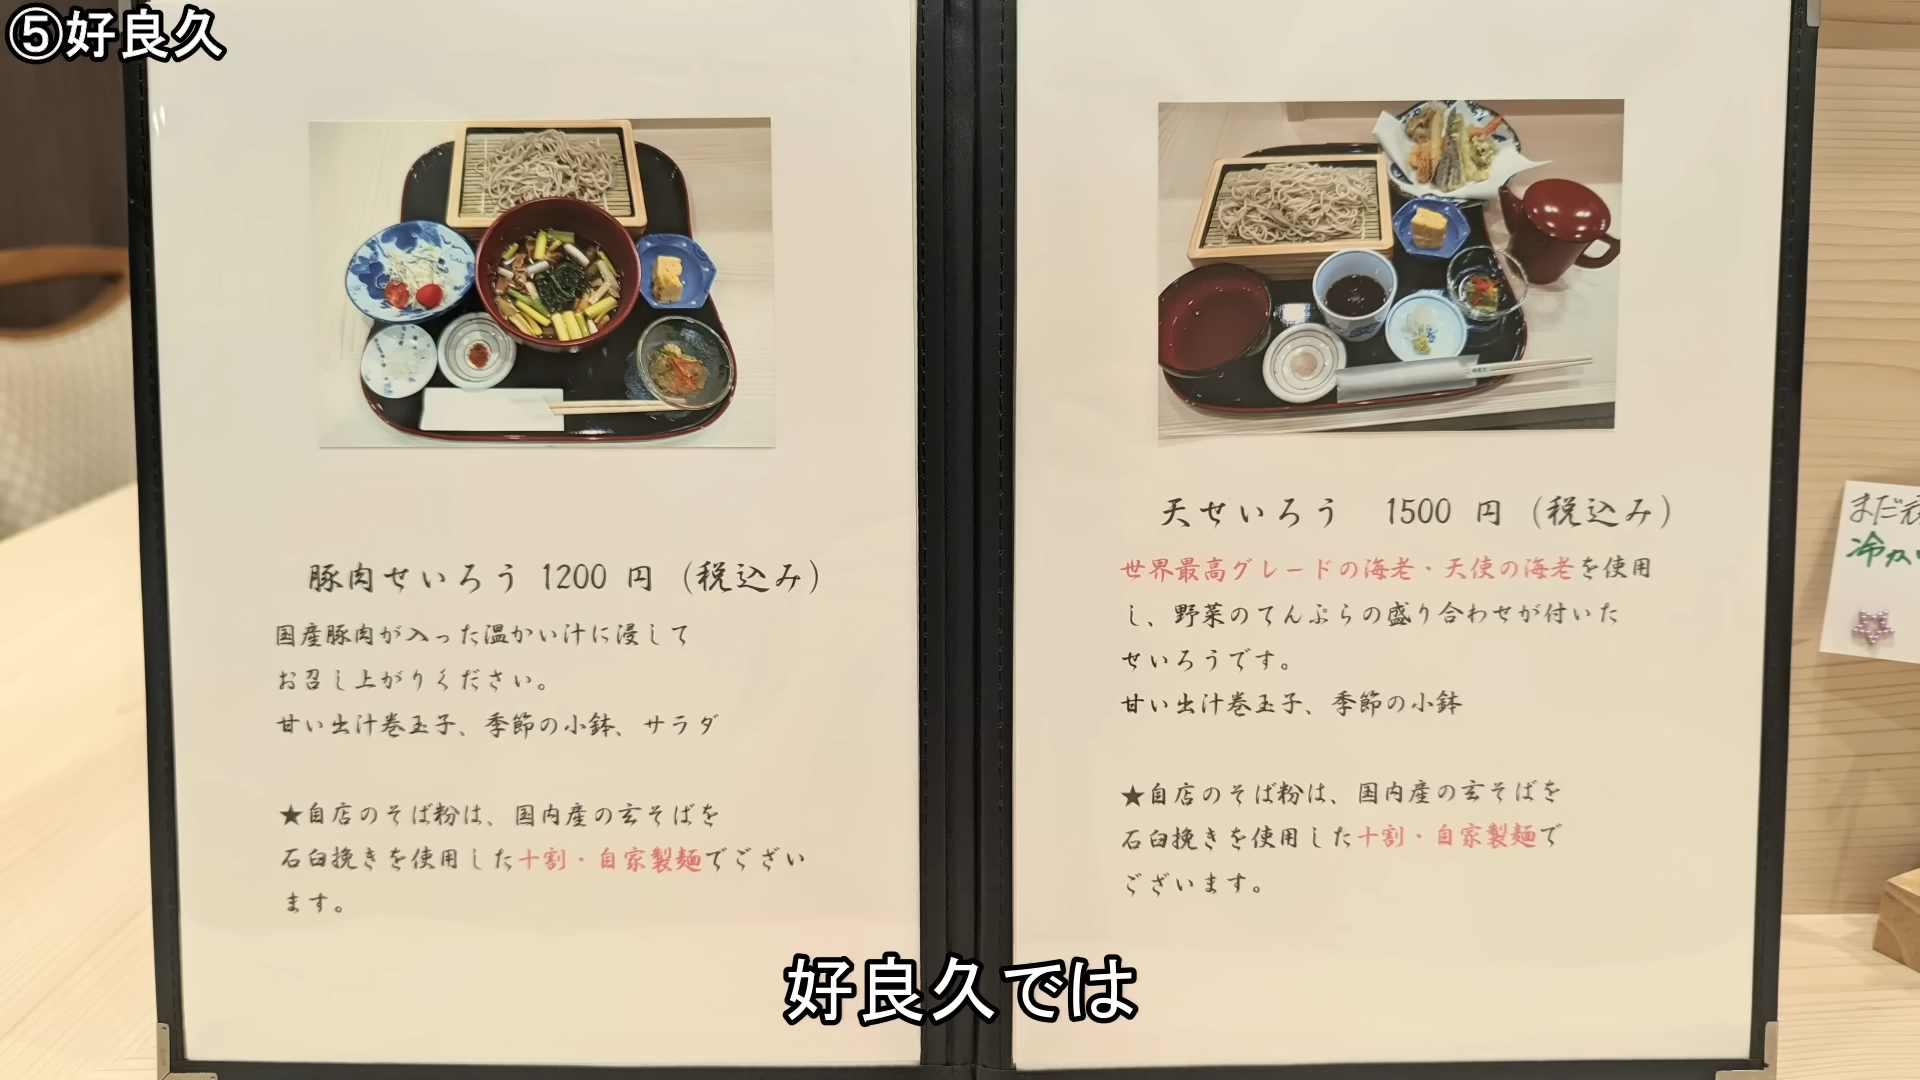 ⑤好良久
豚肉せいろう 1200 円（税込み）
国産豚肉が入った温かい汁に浸して
お召し上がりください。
甘い出汁巻玉子、季節の小鉢、サラダ
★自店のそば粉は、国内産の玄そばを
石臼挽きを使用した十割・自家製麺でござい
ます。
天せいろう 1500 円（税込み）
世界最高グレードの海老・天使の海老を使用
し、野菜のてんぷらの盛り合わせが付いた
せいろうです。
甘い出汁巻玉子、季節の小鉢
★自店のそば粉は、国内産の玄そばを
石臼挽きを使用した十割・自家製麺で
ございます。
まだ
冷
好良久では